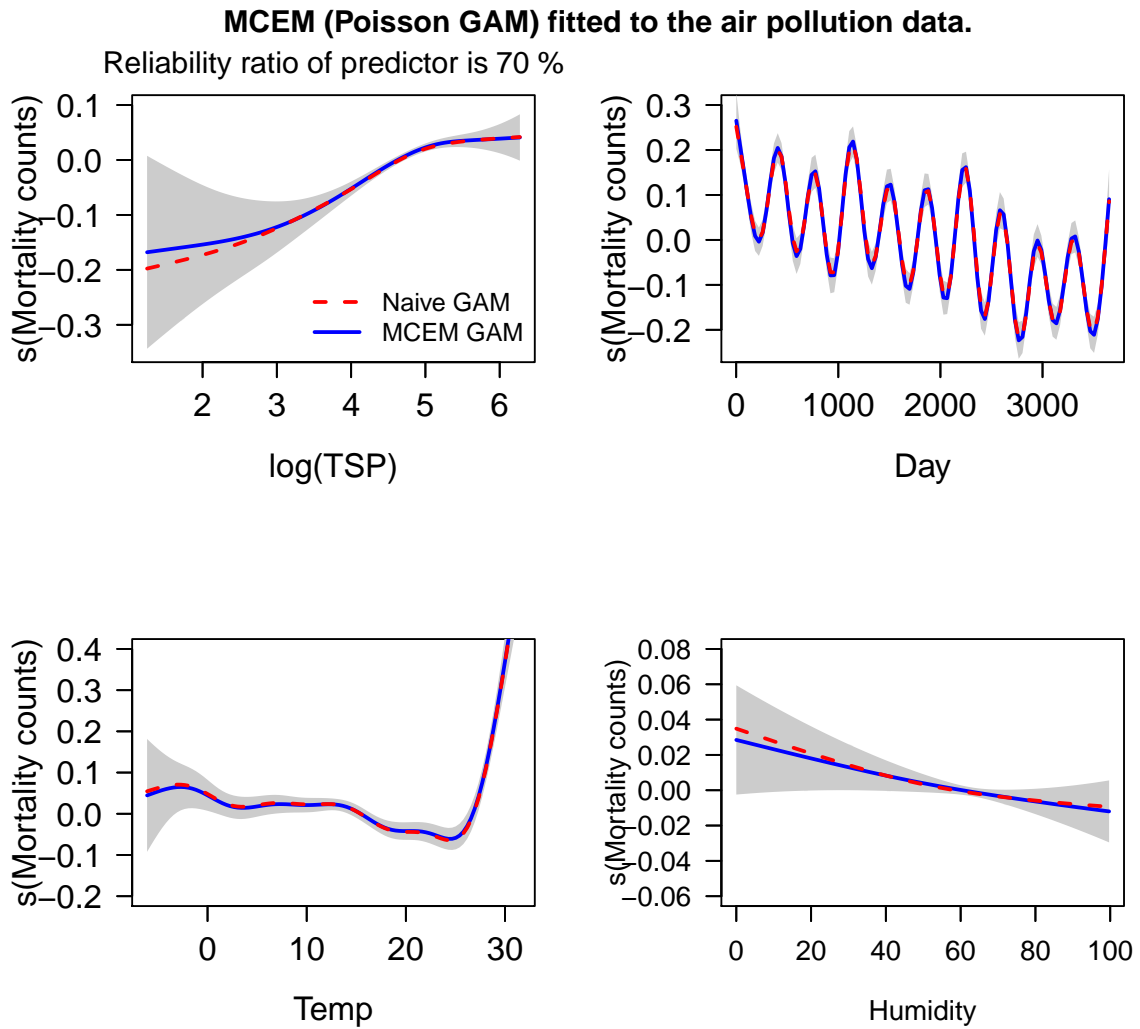 MCEM (Poisson GAM) fitted to the air pollution data.
Reliability ratio of predictor is 70 %
s(Mortality counts)
0.1
0.0
−0.1
−0.2
−0.3
Naive GAM
MCEM GAM
2 3 4 5 6
log(TSP)
s(Mortality counts)
0.3
0.2
0.1
0.0
−0.1
−0.2
0 1000 2000 3000
Day
s(Mortality counts)
0.4
0.3
0.2
0.1
0.0
−0.1
−0.2
0 10 20 30
Temp
s(Mortality counts)
0.08
0.06
0.04
0.02
0.00
−0.02
−0.04
−0.06
0 20 40 60 80 100
Humidity